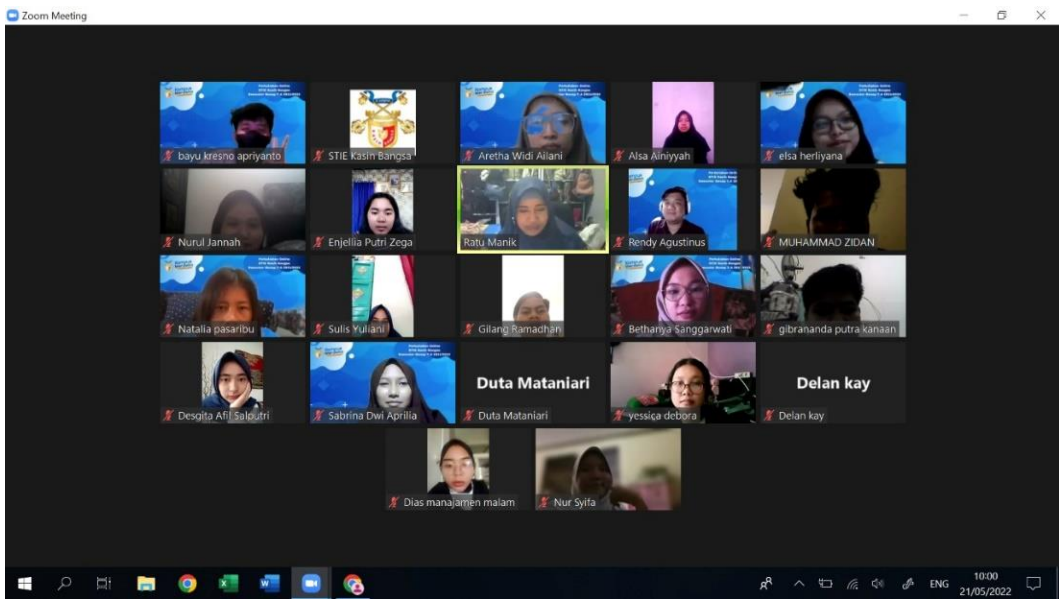 Zoom Meeting
bayu kresno apriyanto
STIE Kasih Bangsa
Aretha Widi Ailani
Alsa Ainiyyah
elsa herliyana
Nurul Jannah
Enjellia Putri Zega
Ratu Manik
Rendy Agustinus
MUHAMMAD ZIDAN
Natalia pasaribu
Sulis Yuliani
Gilang Ramadhan
Bethanya Sanggarwati
gibrananda putra kanaan
Desgita Afil Salputri
Sabrina Dwi Aprilia
Duta Mataniari
Duta Mataniari
yessica debora
Delan kay
Delan kay
Dias manajamen malam
Nur Syifa
ENG
10:00
21/05/2022